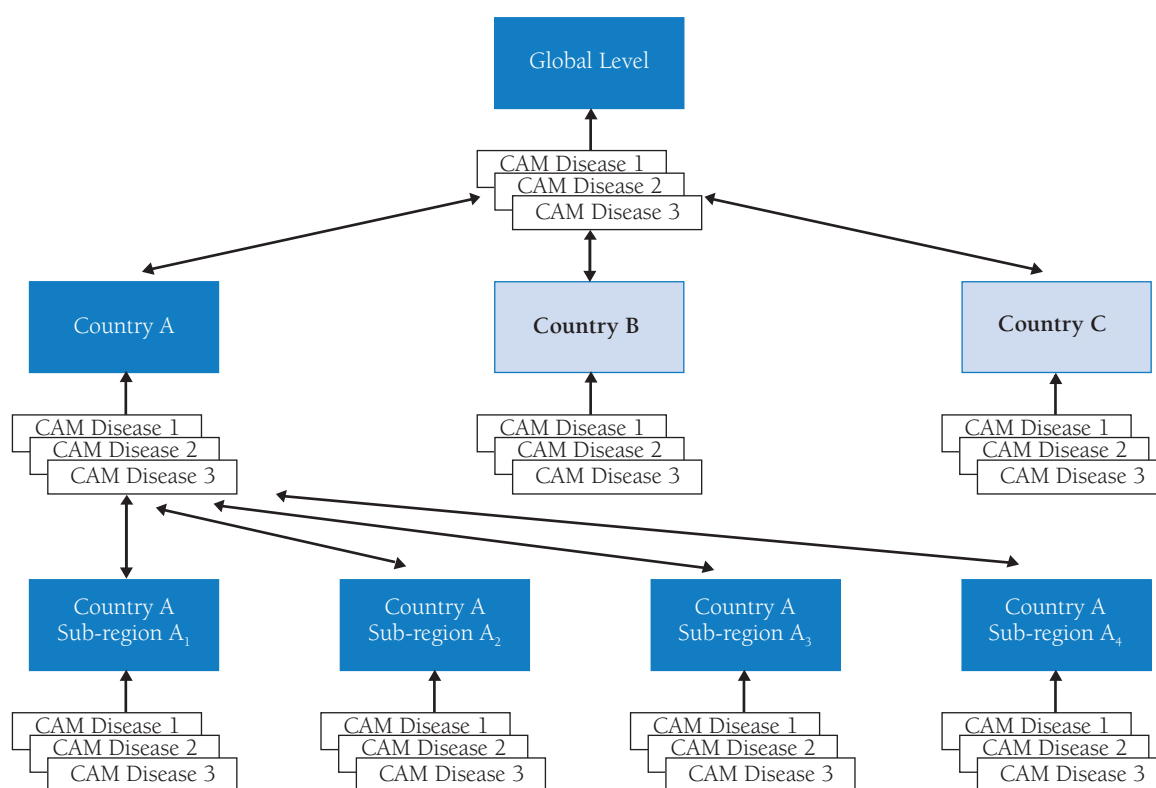 Global Level
CAM Disease 1
CAM Disease 2
CAM Disease 3
Country A
Country B
Country C
CAM Disease 1
CAM Disease 2
CAM Disease 3
CAM Disease 1
CAM Disease 2
CAM Disease 3
CAM Disease 1
CAM Disease 2
CAM Disease 3
Country A
Sub-region A₁
Country A
Sub-region A₂
Country A
Sub-region A₃
Country A
Sub-region A₄
CAM Disease 1
CAM Disease 2
CAM Disease 3
CAM Disease 1
CAM Disease 2
CAM Disease 3
CAM Disease 1
CAM Disease 2
CAM Disease 3
CAM Disease 1
CAM Disease 2
CAM Disease 3